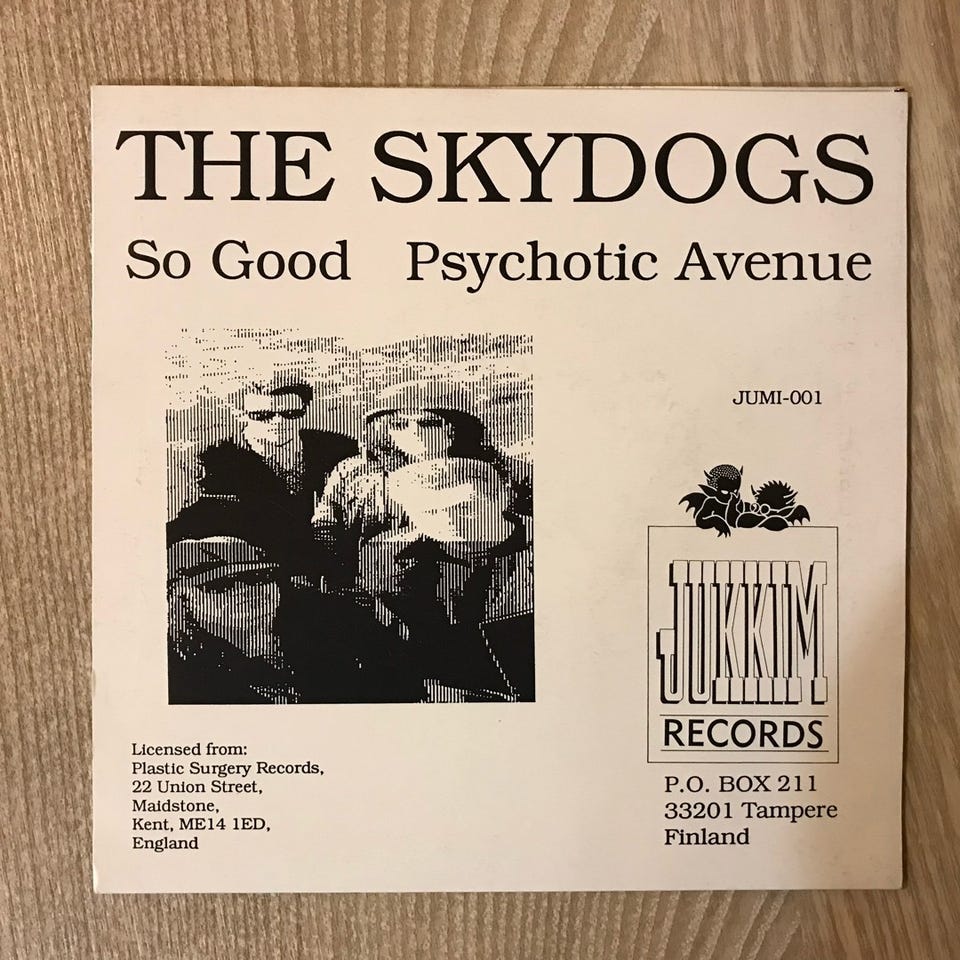 THE SKYDOGS
So Good Psychotic Avenue
JUMI-001
JUKKIM
RECORDS
P.O. BOX 211
33201 Tampere
Finland
Licensed from:
Plastic Surgery Records,
22 Union Street,
Maidstone,
Kent, ME14 1ED,
England